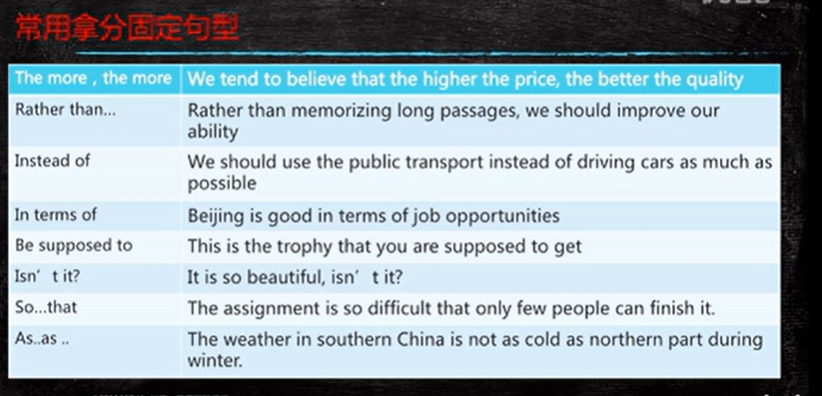 常用拿分固定句型
The more , the more We tend to believe that the higher the price, the better the quality
Rather than... Rather than memorizing long passages, we should improve our
ability
Instead of We should use the public transport instead of driving cars as much as
possible
In terms of Beijing is good in terms of job opportunities
Be supposed to This is the trophy that you are supposed to get
Isn’t it? It is so beautiful, isn’t it?
So...that The assignment is so difficult that only few people can finish it.
As..as .. The weather in southern China is not as cold as northern part during
winter.